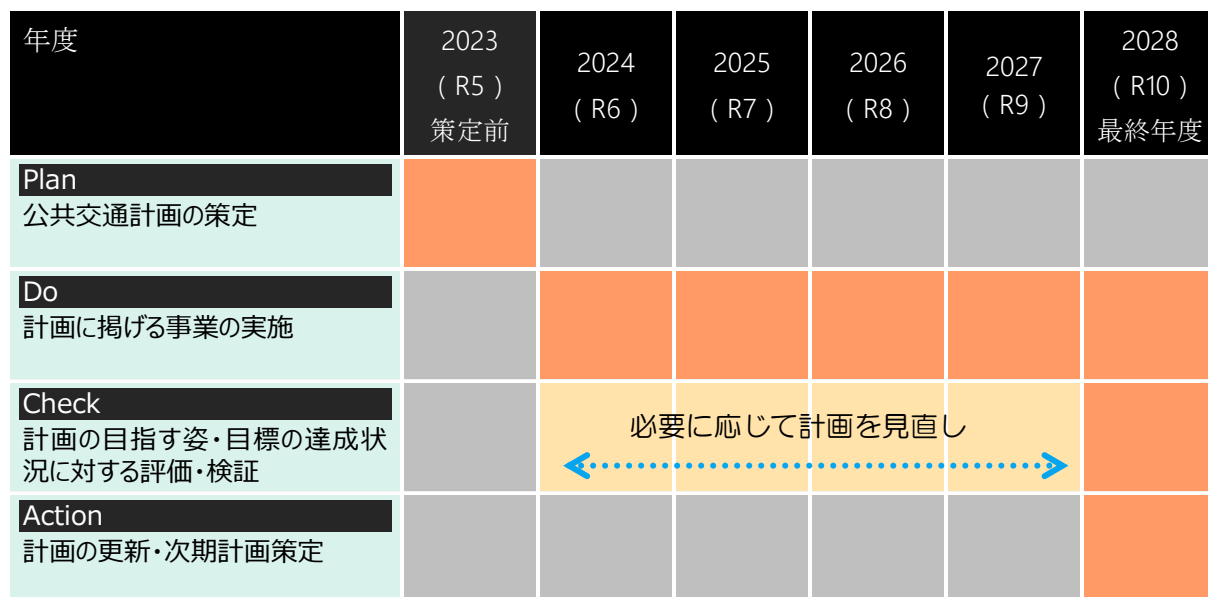 年度
2023
( R5 )
策定前
2024
( R6 )
2025
( R7 )
2026
( R8 )
2027
( R9 )
2028
( R10 )
最終年度
Plan
公共交通計画の策定
Do
計画に掲げる事業の実施
Check
計画の目指す姿・目標の達成状
況に対する評価・検証
必要に応じて計画を見直し
Action
計画の更新・次期計画策定